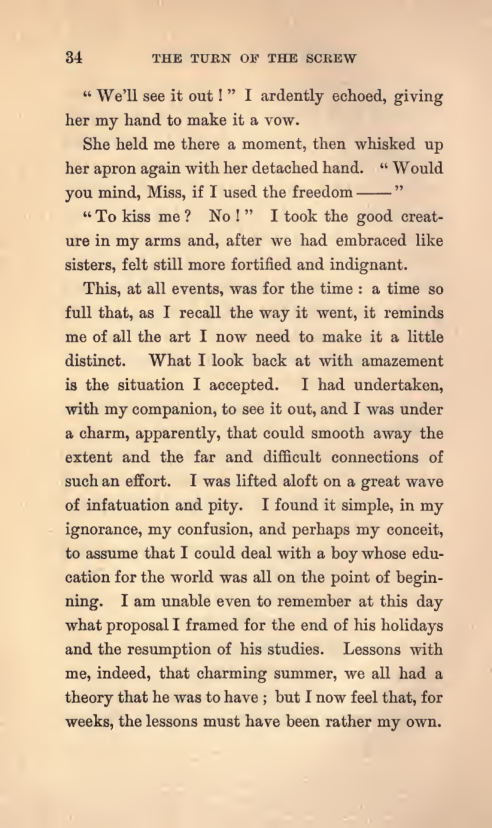 34 THE TURN OF THE SCREW
“ We'll see it out ! ” I ardently echoed, giving
her my hand to make it a vow.
She held me there a moment, then whisked up
her apron again with her detached hand. “ Would
you mind, Miss, if I used the freedom —— ”
“ To kiss me ? No ! ” I took the good creat-
ure in my arms and, after we had embraced like
sisters, felt still more fortified and indignant.
This, at all events, was for the time : a time so
full that, as I recall the way it went, it reminds
me of all the art I now need to make it a little
distinct. What I look back at with amazement
is the situation I accepted. I had undertaken,
with my companion, to see it out, and I was under
a charm, apparently, that could smooth away the
extent and the far and difficult connections of
such an effort. I was lifted aloft on a great wave
of infatuation and pity. I found it simple, in my
ignorance, my confusion, and perhaps my conceit,
to assume that I could deal with a boy whose edu-
cation for the world was all on the point of begin-
ning. I am unable even to remember at this day
what proposal I framed for the end of his holidays
and the resumption of his studies. Lessons with
me, indeed, that charming summer, we all had a
theory that he was to have ; but I now feel that, for
weeks, the lessons must have been rather my own.